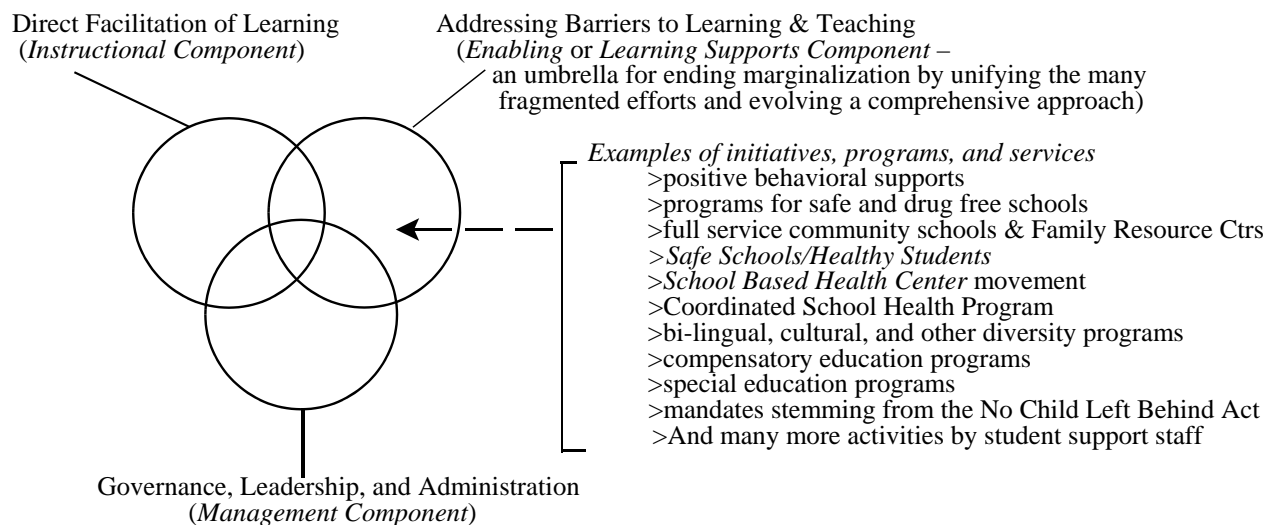 Direct Facilitation of Learning
(Instructional Component)
Addressing Barriers to Learning & Teaching
(Enabling or Learning Supports Component –
an umbrella for ending marginalization by unifying the many
fragmented efforts and evolving a comprehensive approach)
Examples of initiatives, programs, and services
>positive behavioral supports
>programs for safe and drug free schools
>full service community schools & Family Resource Ctrs
>Safe Schools/Healthy Students
>School Based Health Center movement
>Coordinated School Health Program
>bi-lingual, cultural, and other diversity programs
>compensatory education programs
>special education programs
>mandates stemming from the No Child Left Behind Act
>And many more activities by student support staff
Governance, Leadership, and Administration
(Management Component)